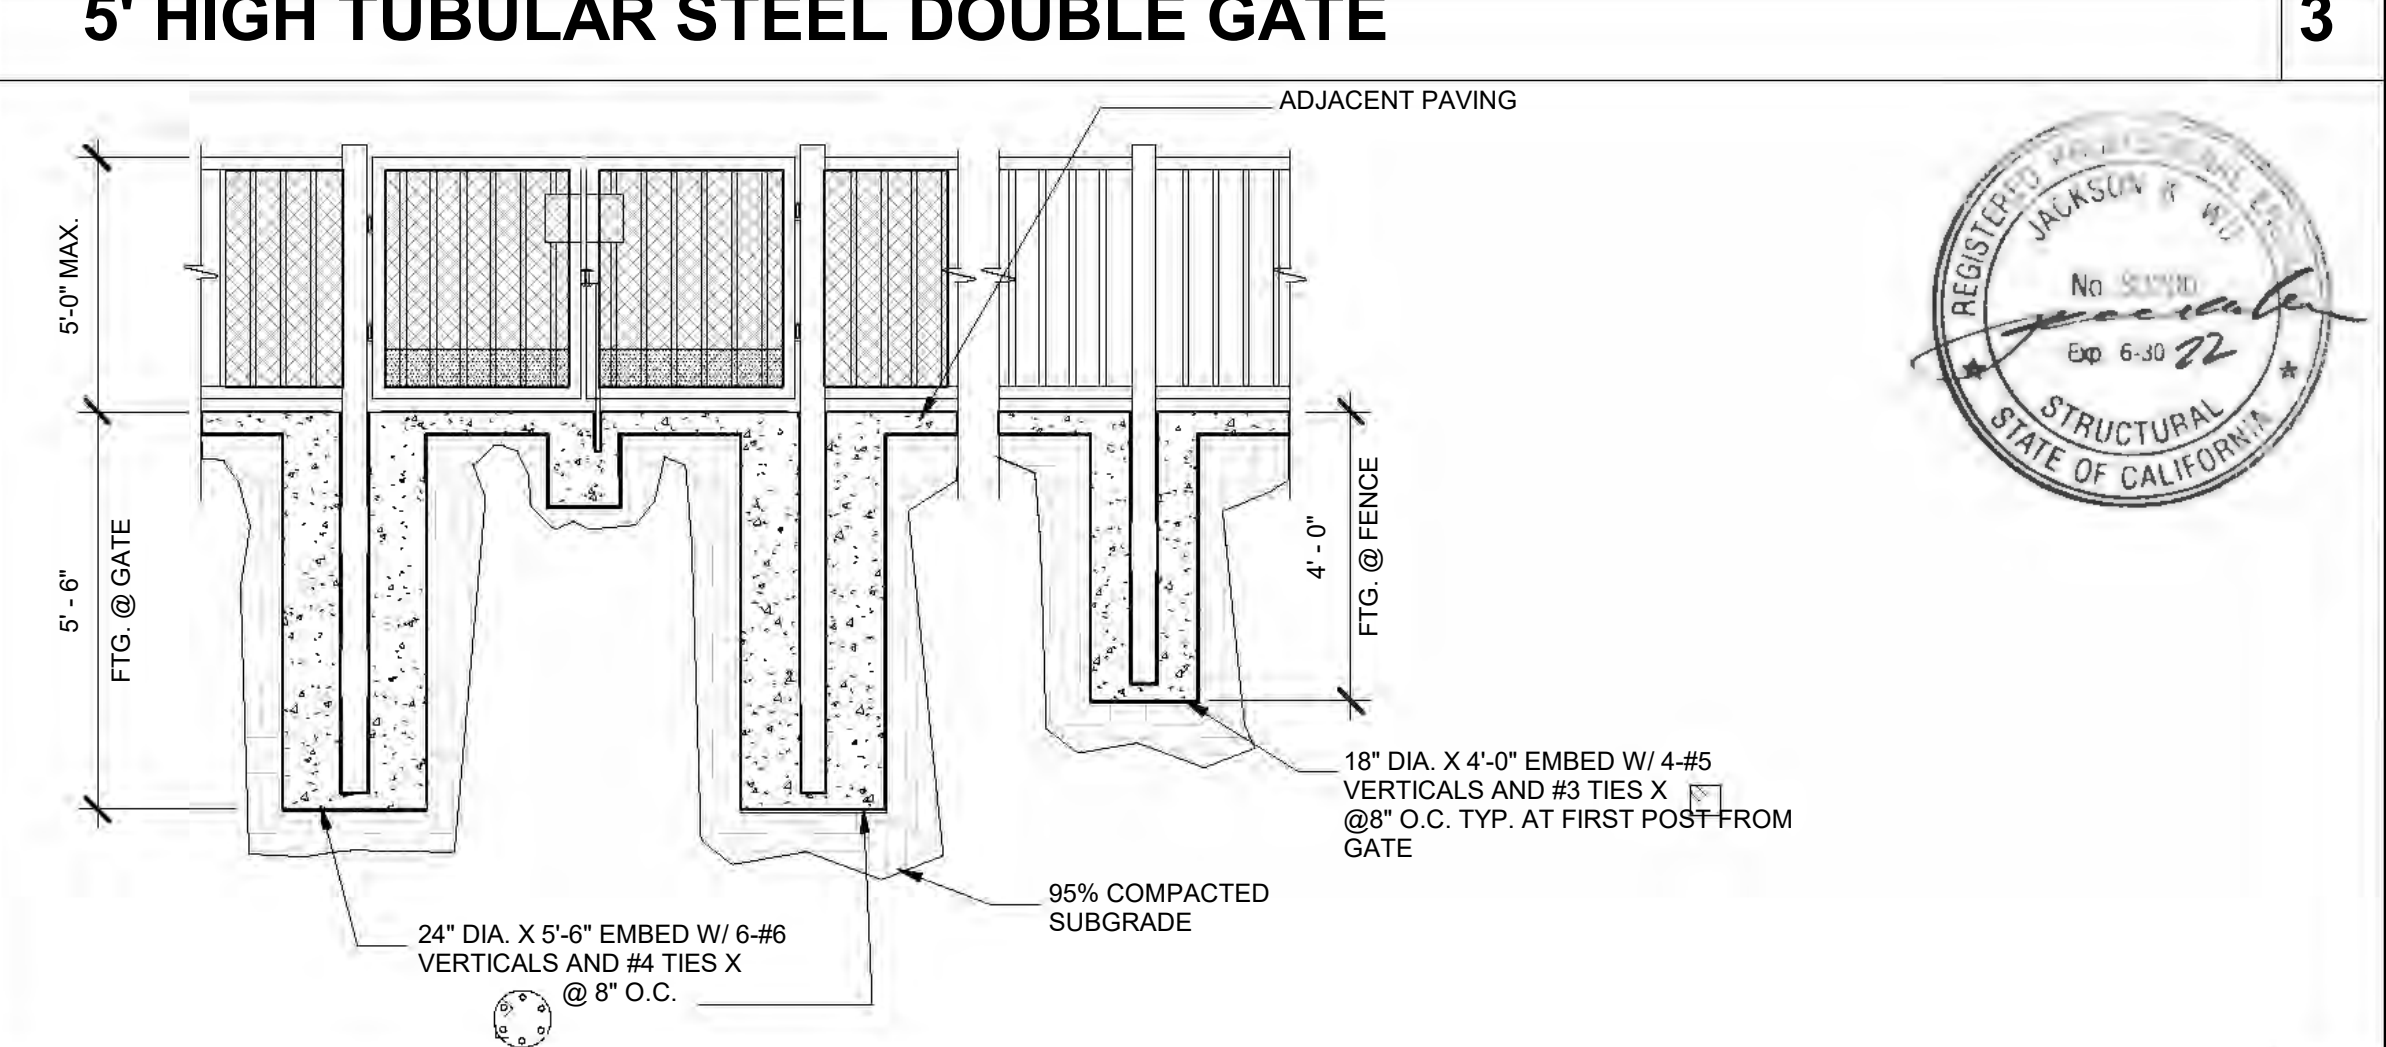 5' HIGH TUBULAR STEEL DOUBLE GATE
3
ADJACENT PAVING
5'-0" MAX.
5' - 6"
FTG. @ GATE
4' - 0"
FTG. @ FENCE
18" DIA. X 4'-0" EMBED W/ 4-#5
VERTICALS AND #3 TIES X
@8" O.C. TYP. AT FIRST POST FROM
GATE
95% COMPACTED
SUBGRADE
24" DIA. X 5'-6" EMBED W/ 6-#6
VERTICALS AND #4 TIES X
@ 8" O.C.
REGISTERED
JACKSON
No
Exp 6-30 22
STRUCTURAL
STATE OF CALIFORNIA